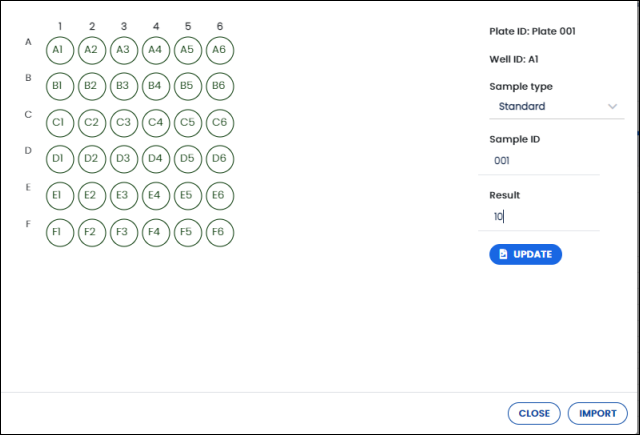 1 2 3 4 5 6
A A1 A2 A3 A4 A5 A6
B B1 B2 B3 B4 B5 B6
C C1 C2 C3 C4 C5 C6
D D1 D2 D3 D4 D5 D6
E E1 E2 E3 E4 E5 E6
F F1 F2 F3 F4 F5 F6
Plate ID: Plate 001
Well ID: A1
Sample type
Standard
Sample ID
001
Result
10
UPDATE
CLOSE IMPORT